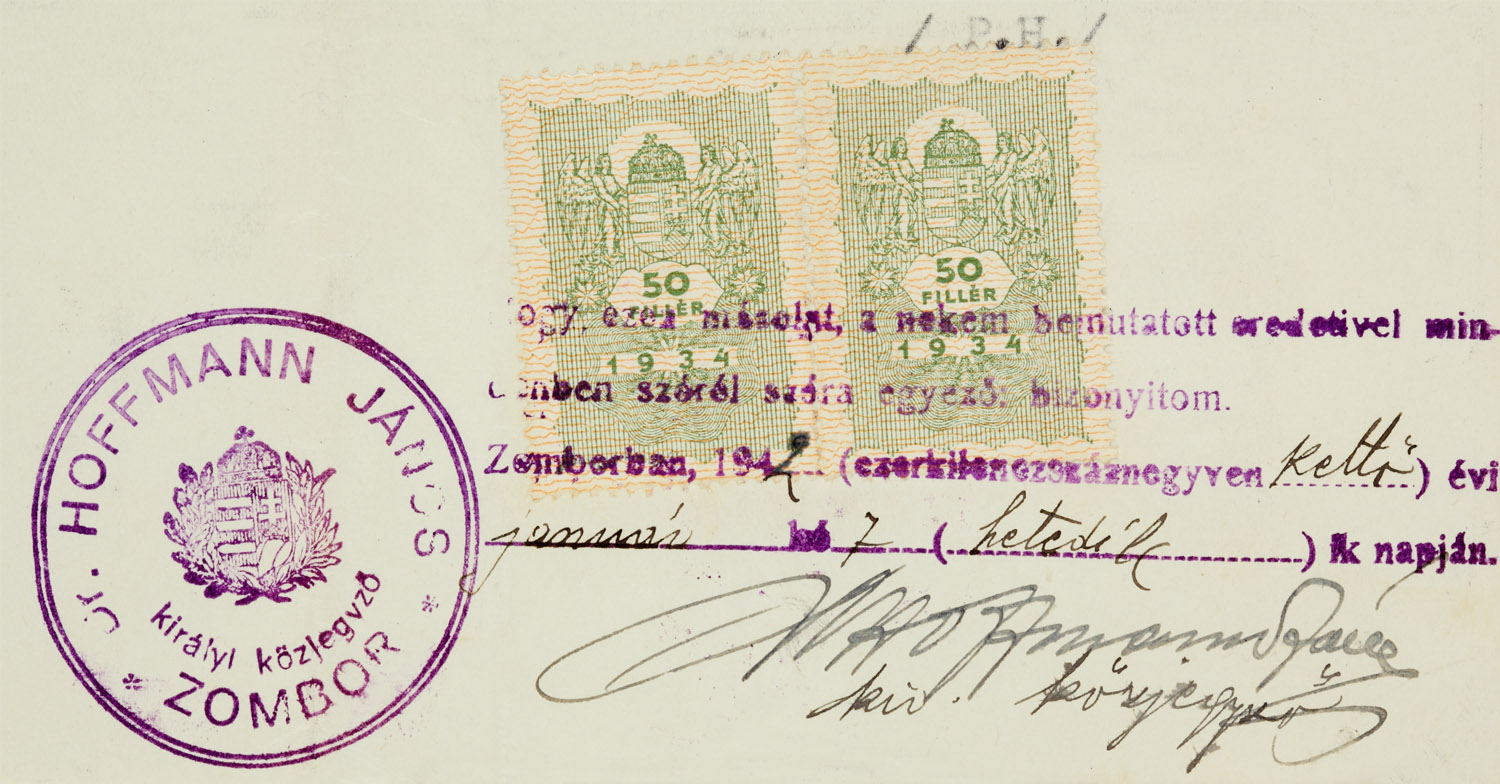 / P.H./
50 FILLÉR 1934
50 FILLÉR 1934
hogy ezen másolat, a nekem bemutatott eredetivel min-
denben szóról szóra egyező: bizonyitom.
Zomborban, 1942 (ezerkilencszáznegyven kettő) évi
január hó 7 (hetedik) ik napján.
Dr. HOFFMANN JÁNOS
királyi közjegyző
* ZOMBOR *
Dr Hoffmann János
kir. közjegyző